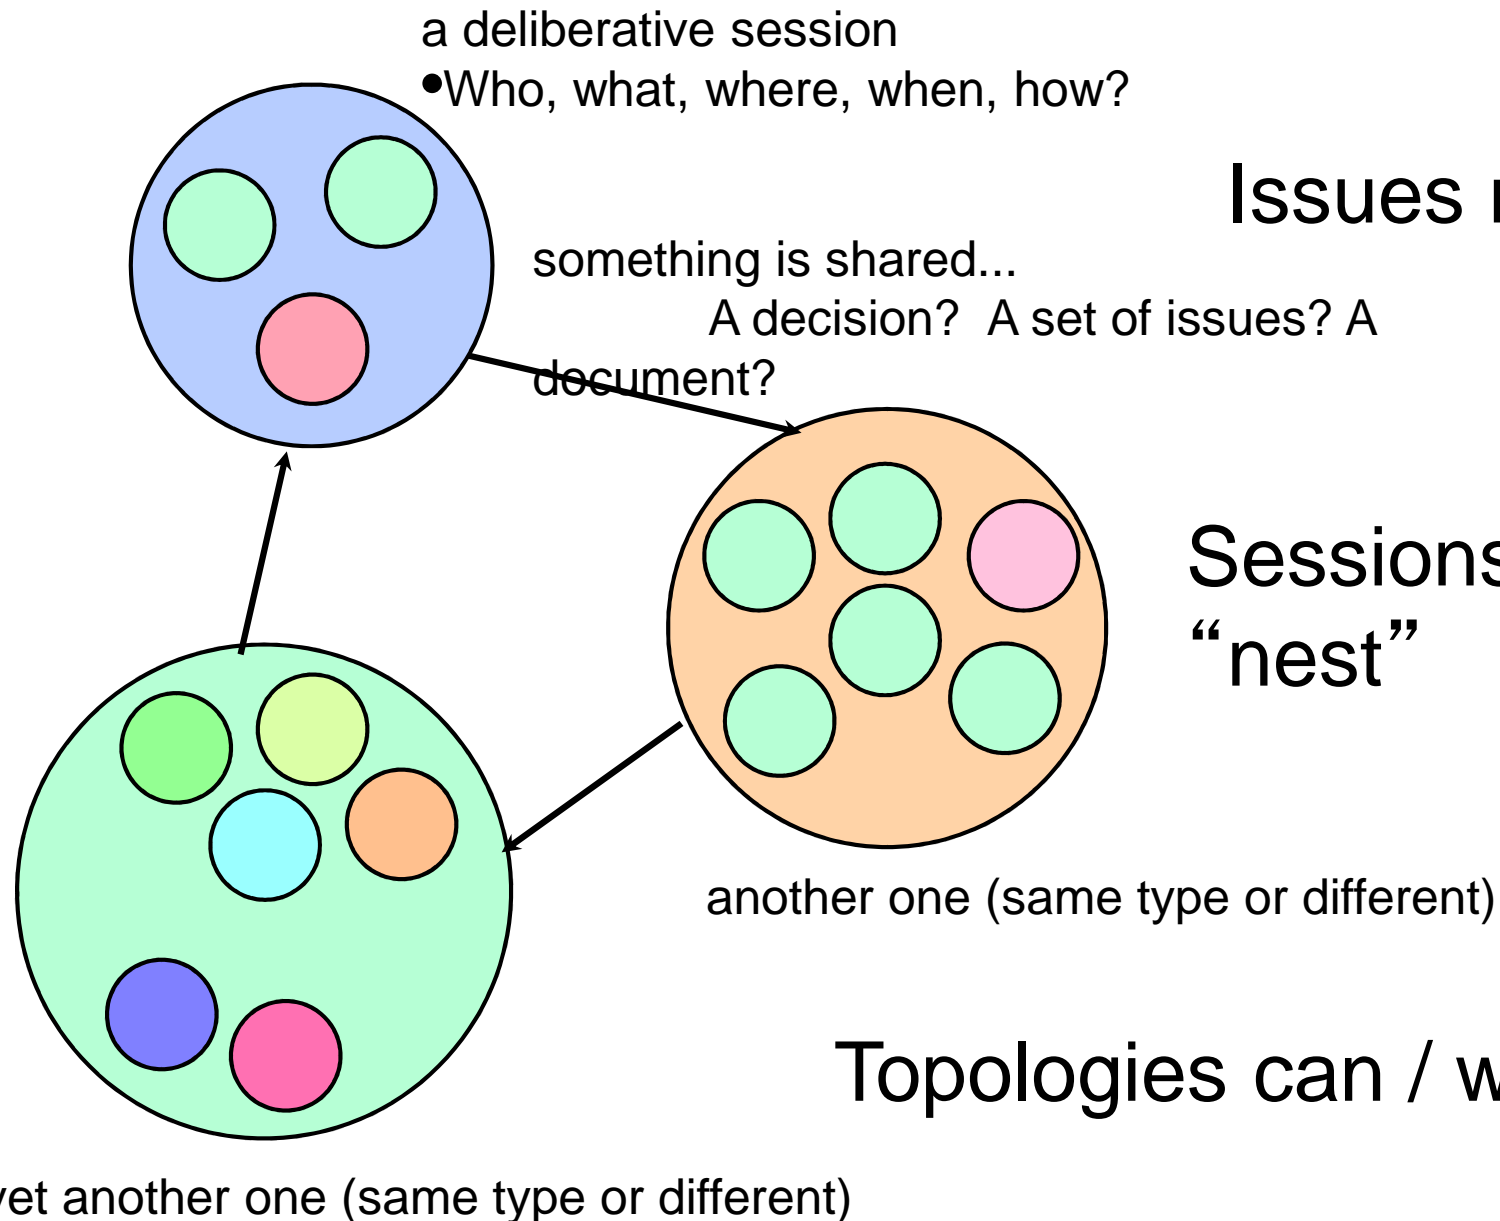 a deliberative session
•Who, what, where, when, how?
Issues
something is shared...
A decision?  A set of issues? A
document?
Sessions
“nest”
another one (same type or different)
Topologies can /
yet another one (same type or different)